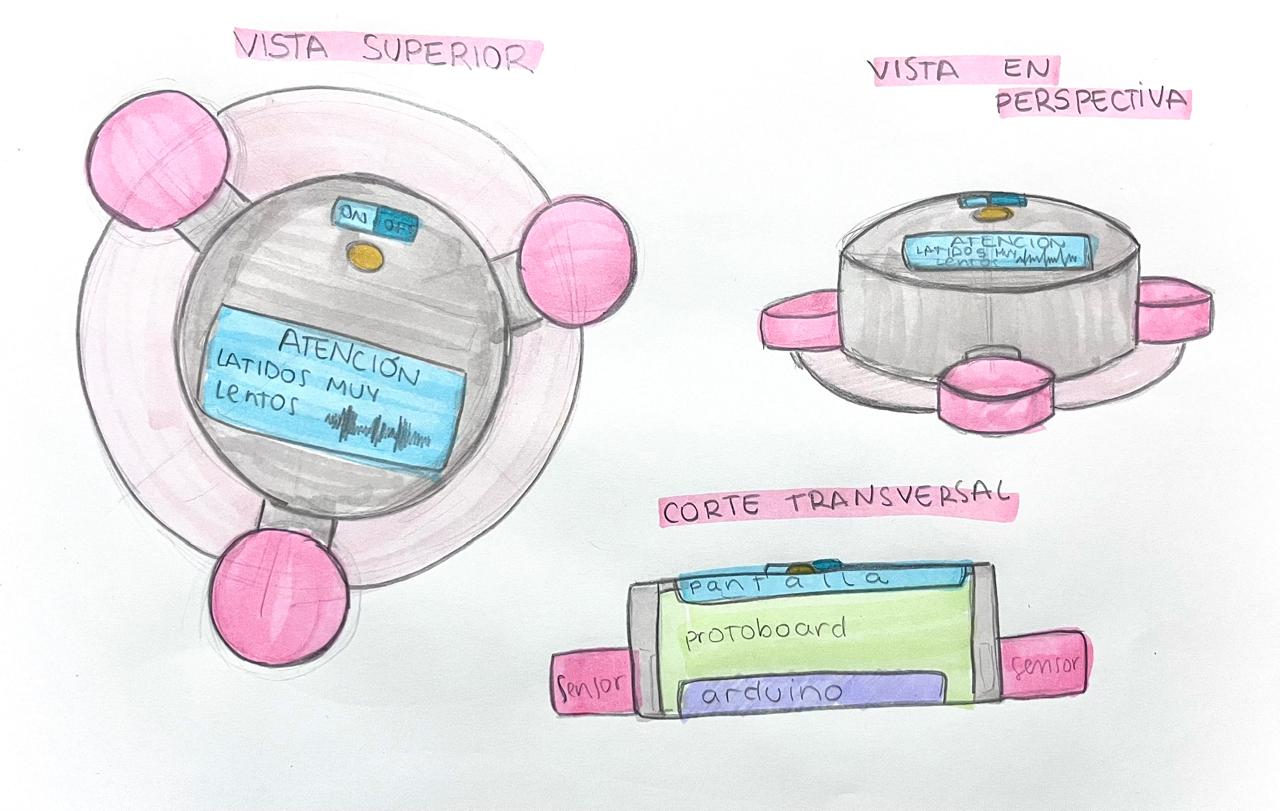 VISTA SUPERIOR
ON OFF
ATENCIÓN
LATIDOS MUY
Lentos
VISTA EN
PERSPECTIVA
ATENCIÓN
LATIDOS MUY
Lentos
CORTE TRANSVERSAL
pantalla
protoboard
arduino
sensor
sensor